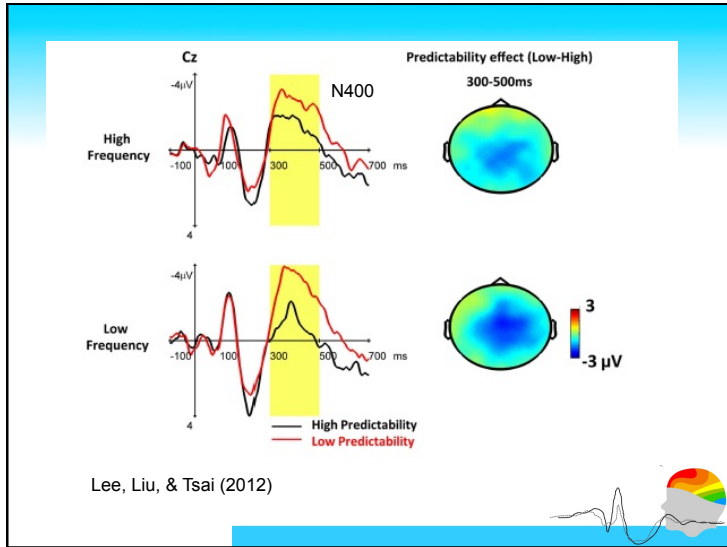 Cz
Predictability effect (Low-High)
300-500ms
-4μV
N400
High
Frequency
-100 100 300 500 700 ms
4
-4μV
Low
Frequency
-100 100 300 500 700 ms
4
3
-3 μV
High Predictability
Low Predictability
Lee, Liu, & Tsai (2012)